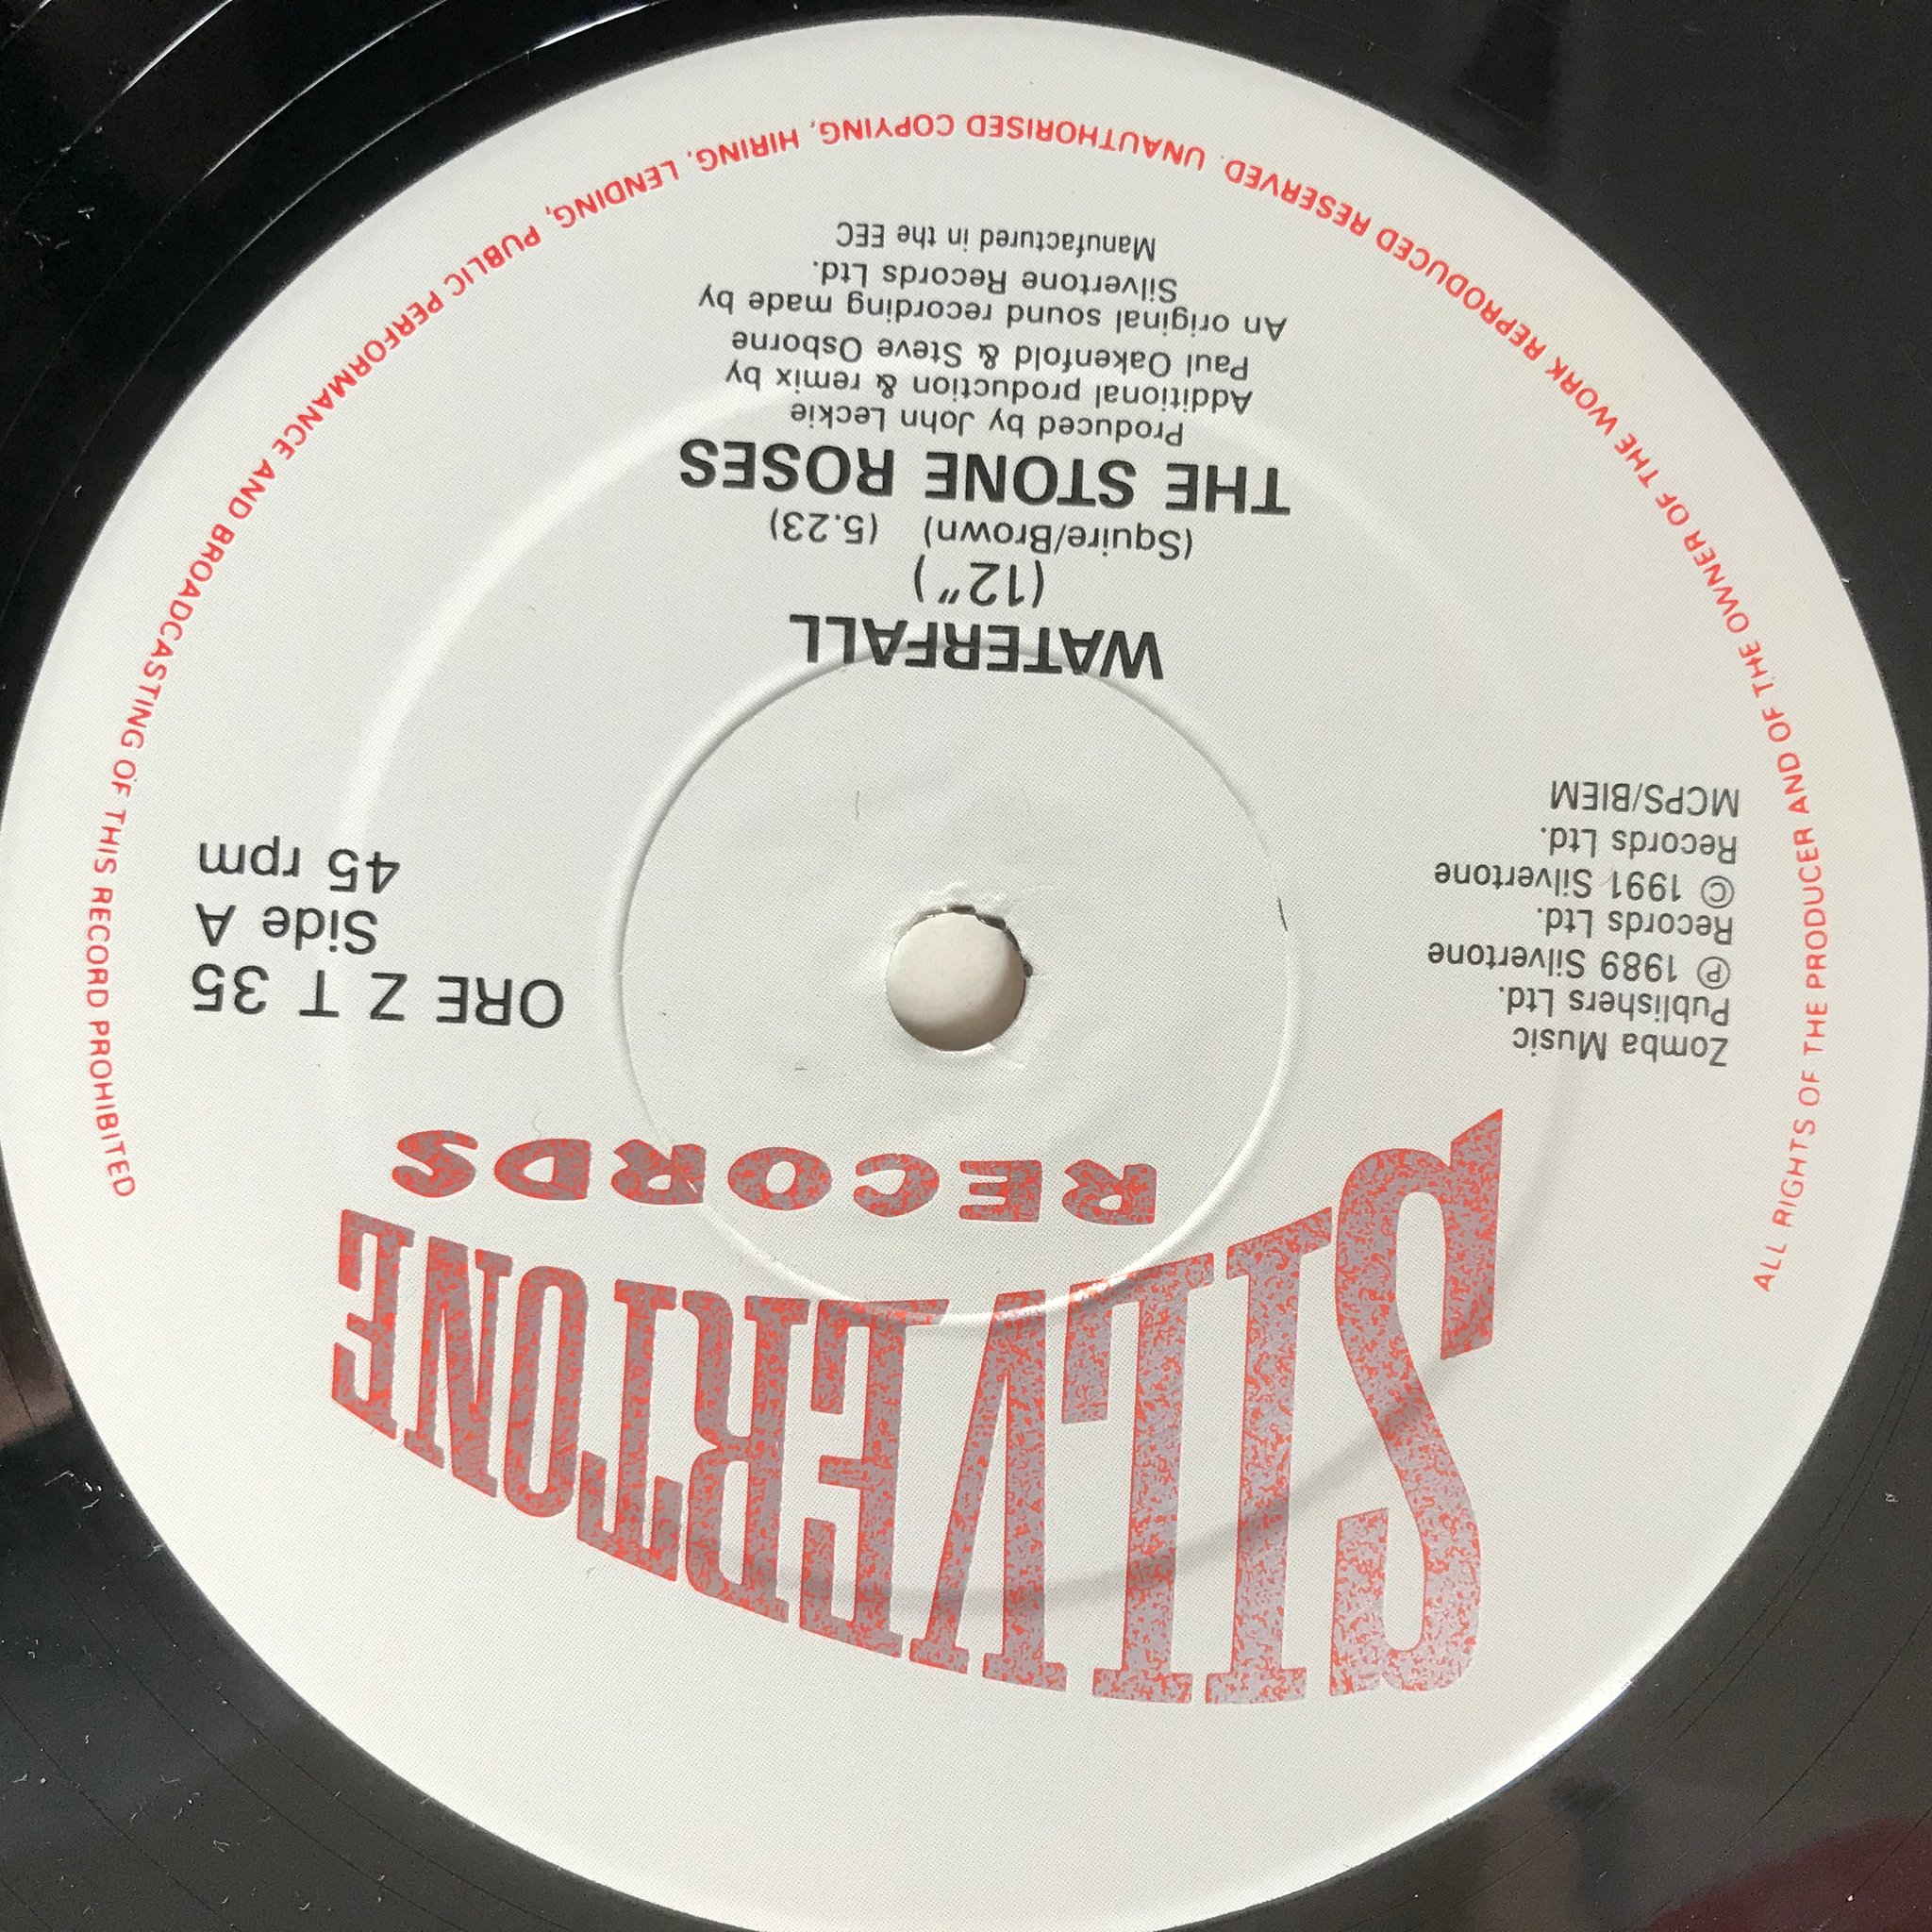 SILVERTONE
RECORDS
Zomba Music
Publishers Ltd.
Ⓟ 1989 Silvertone
Records Ltd.
© 1991 Silvertone
Records Ltd.
MCPS/BIEM
ORE Z T 35
Side A
45 rpm
WATERFALL
(12")
(Squire/Brown) (5.23)
THE STONE ROSES
Produced by John Leckie
Additional production & remix by
Paul Oakenfold & Steve Osborne
An original sound recording made by
Silvertone Records Ltd.
Manufactured in the EEC
ALL RIGHTS OF THE PRODUCER AND OF THE OWNER OF THE WORK REPRODUCED RESERVED. UNAUTHORISED COPYING, HIRING, LENDING, PUBLIC PERFORMANCE AND BROADCASTING OF THIS RECORD PROHIBITED